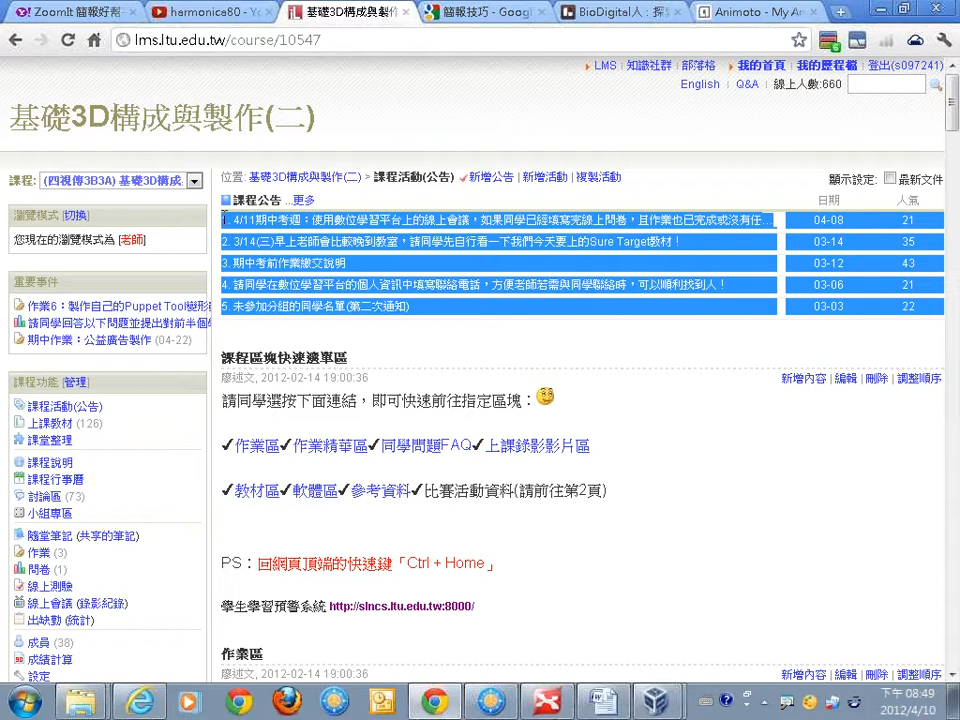 ZoomIt 簡報好幫
harmonica80 - Yo
基礎3D構成與製作
簡報技巧 - Googl
BioDigital人：探
Animoto - My An
lms.ltu.edu.tw/course/10547
LMS | 知識社群 | 部落格 我的首頁 | 我的歷程檔 | 登出(s097241)
English | Q&A | 線上人數:660
基礎3D構成與製作(二)
課程: (四視傳3B3A) 基礎3D構成
瀏覽模式 [切換]
您現在的瀏覽模式為 [老師]
重要事件
作業6：製作自己的Puppet Tool變形
請同學回答以下問題並提出對前半個學
期中作業：公益廣告製作 (04-22)
課程功能 [管理]
課程活動(公告)
上課教材 (126)
課堂整理
課程說明
課程行事曆
討論區 (73)
小組專區
隨堂筆記 (共享的筆記)
作業 (3)
問卷 (1)
線上測驗
線上會議 (錄影紀錄)
出缺勤 (統計)
成員 (38)
成績計算
設定
位置: 基礎3D構成與製作(二) > 課程活動(公告) 新增公告 | 新增活動 | 複製活動
顯示設定: 最新文件
課程公告 ...更多 日期 人氣
1. 4/11期中考週：使用數位學習平台上的線上會議，如果同學已經填寫完線上問卷，且作業也已完成或沒有任... 04-08 21
2. 3/14(三)早上老師會比較晚到教室，請同學先自行看一下我們今天要上的Sure Target教材！ 03-14 35
3. 期中考前作業繳交說明 03-12 43
4. 請同學在數位學習平台的個人資訊中填寫聯絡電話，方便老師若需與同學聯絡時，可以順利找到人！ 03-06 21
5. 未參加分組的同學名單(第二次通知) 03-03 22
課程區塊快速選單區
廖述文, 2012-02-14 19:00:36 新增內容 | 編輯 | 刪除 | 調整順序
請同學選按下面連結，即可快速前往指定區塊：
✓作業區✓作業精華區✓同學問題FAQ✓上課錄影影片區
✓教材區✓軟體區✓參考資料✓比賽活動資料(請前往第2頁)
PS：回網頁頂端的快速鍵「Ctrl + Home」
學生學習預警系統 http://slncs.ltu.edu.tw:8000/
作業區
廖述文, 2012-02-14 19:00:36 新增內容 | 編輯 | 刪除 | 調整順序
下午 08:49
2012/4/10